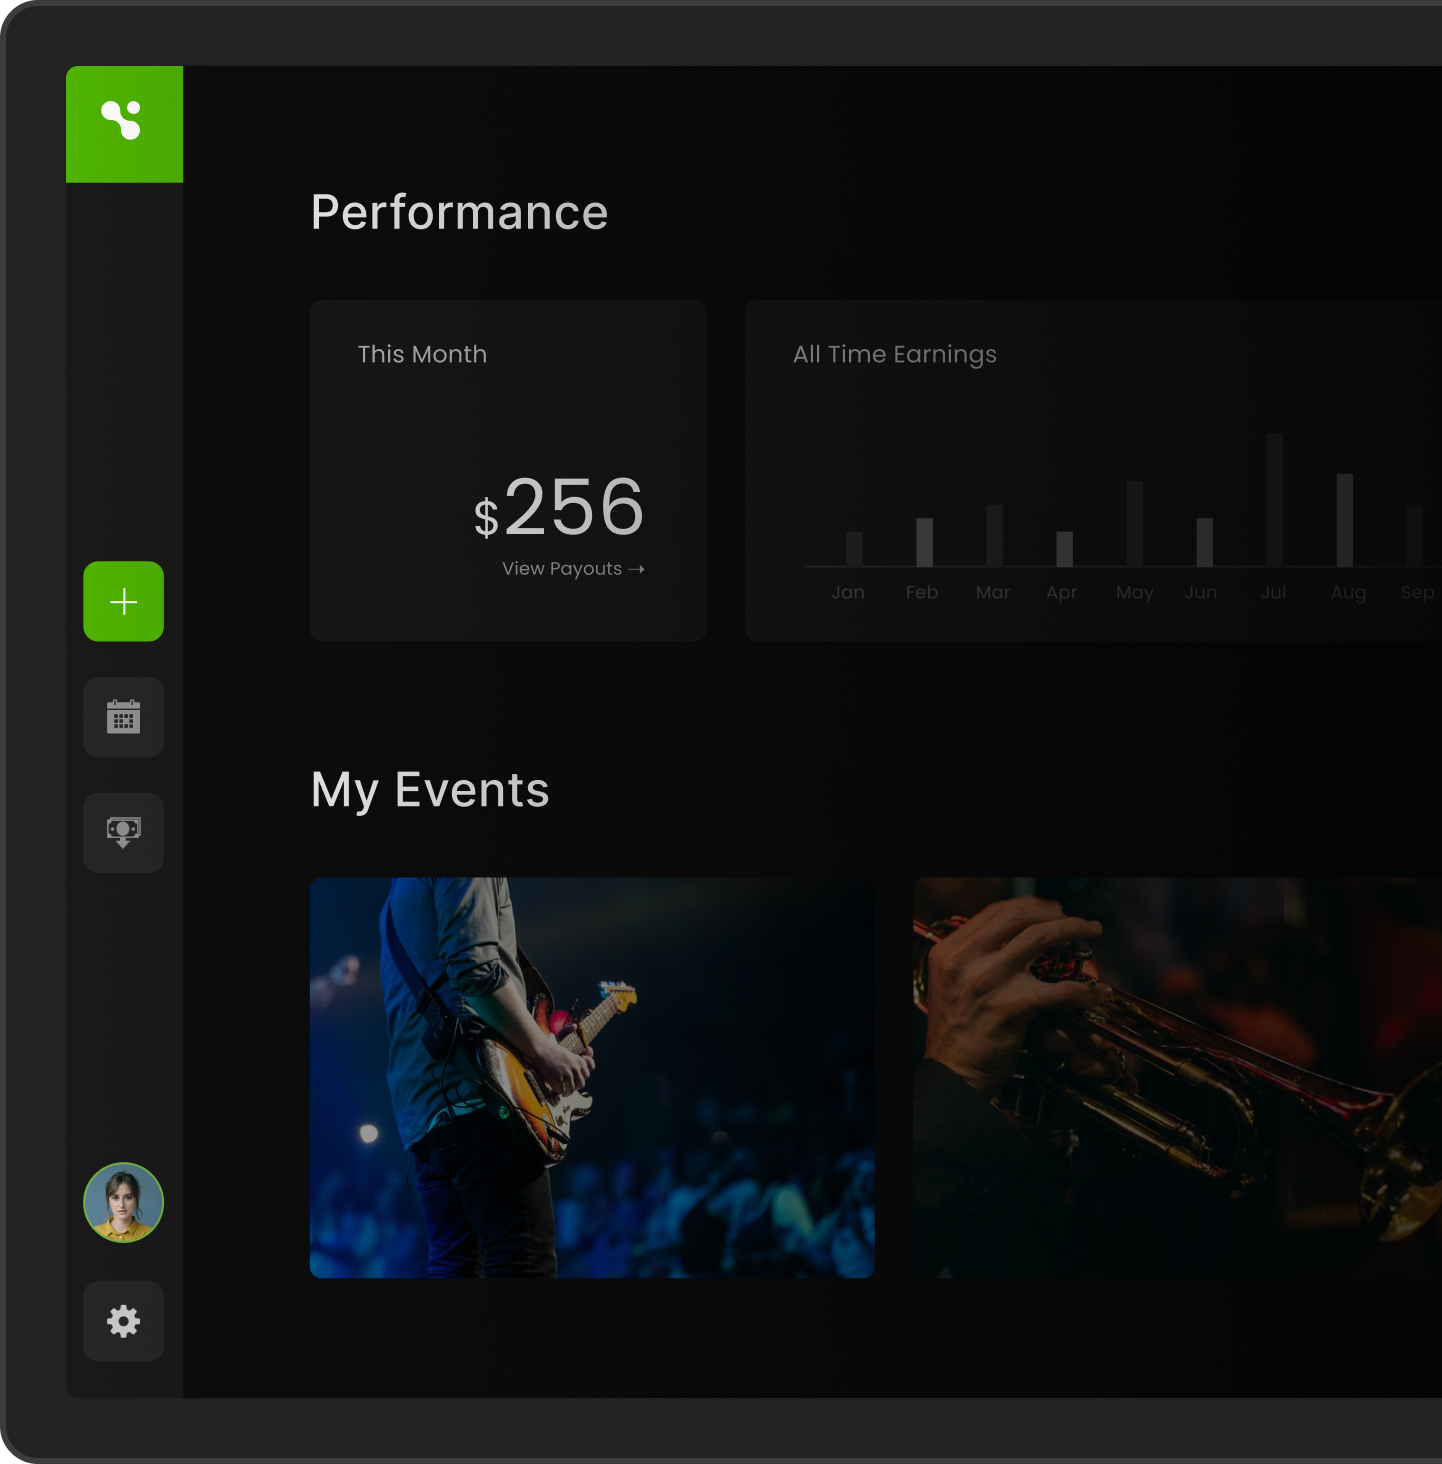 Performance
This Month
$256
View Payouts →
All Time Earnings
Jan Feb Mar Apr May Jun Jul Aug Sep
My Events